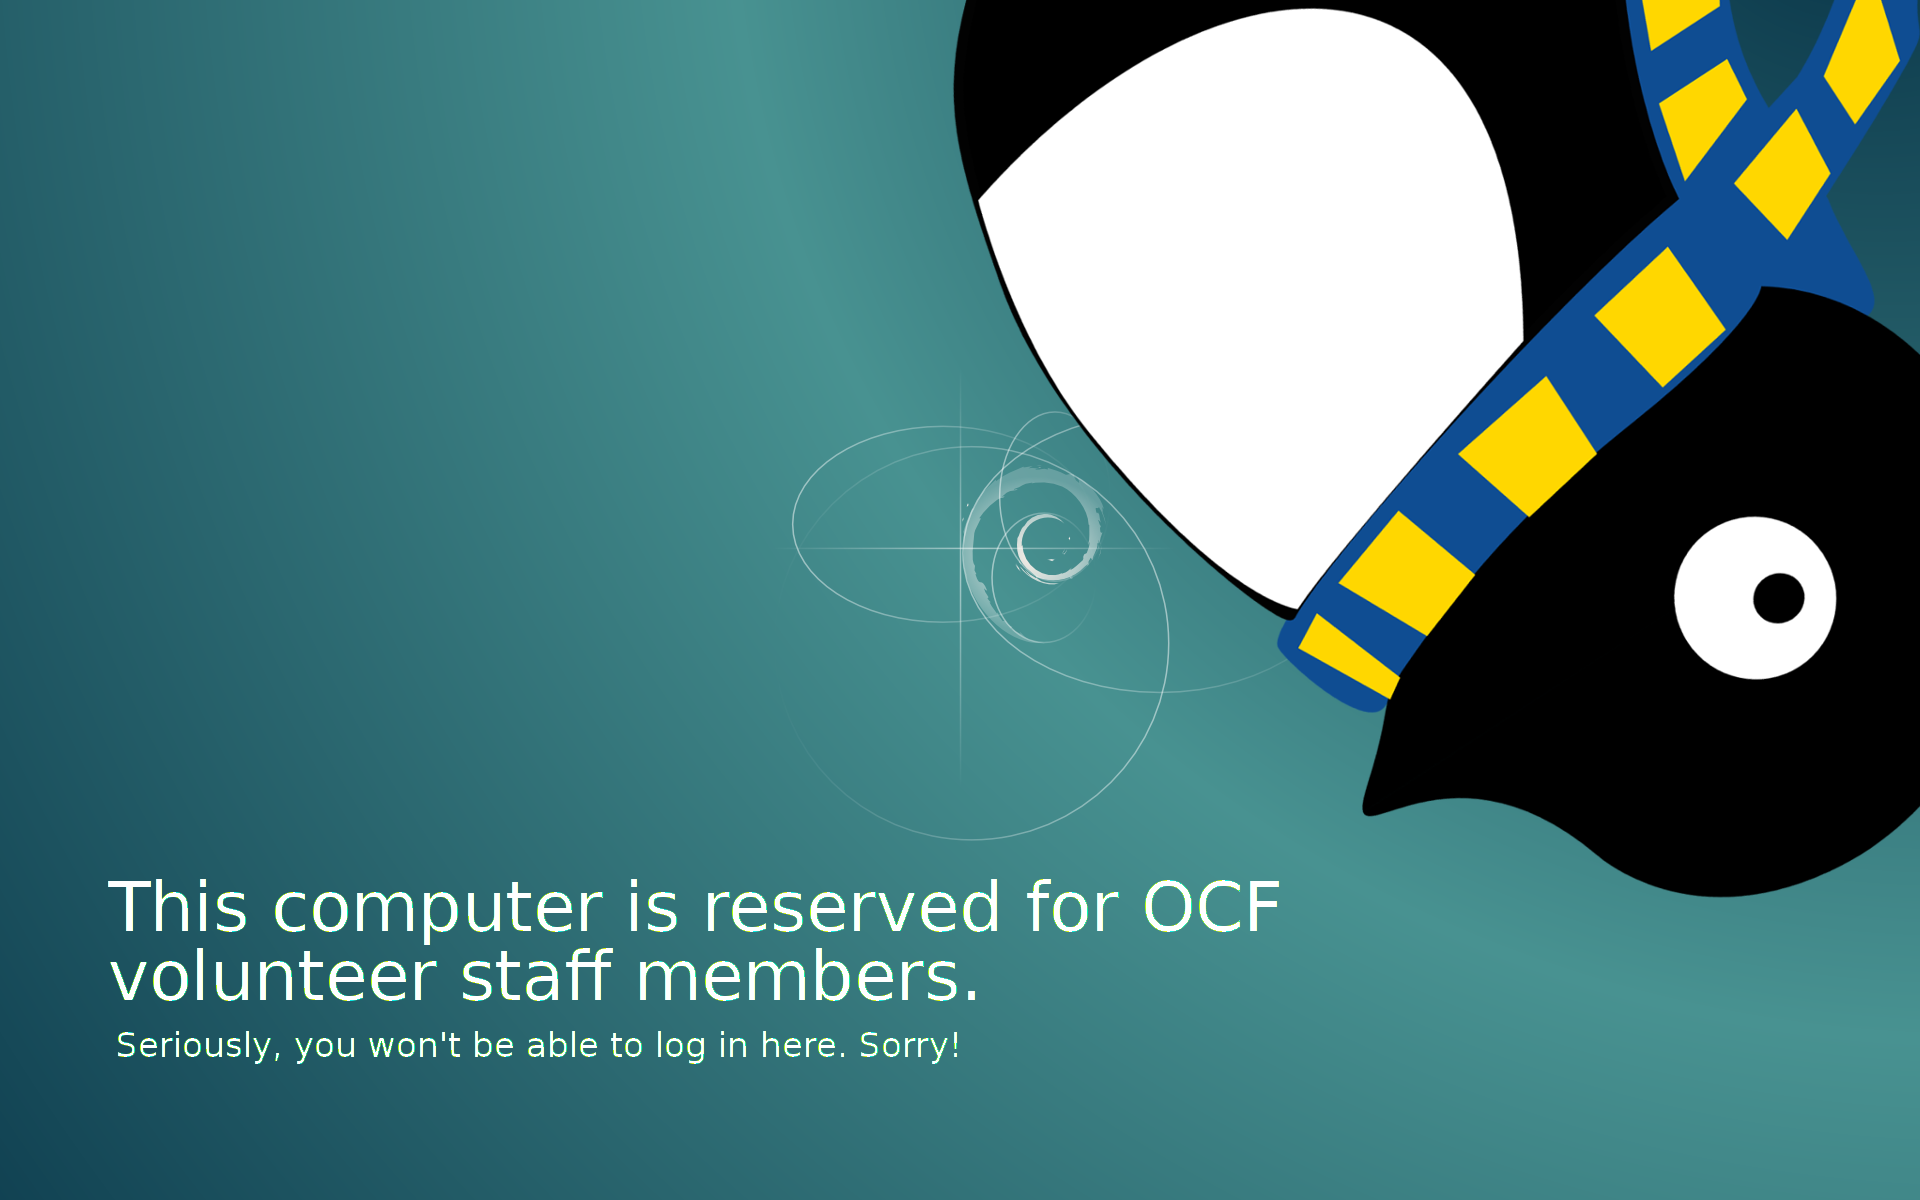 This computer is reserved for OCF
volunteer staff members.
Seriously, you won't be able to log in here. Sorry!